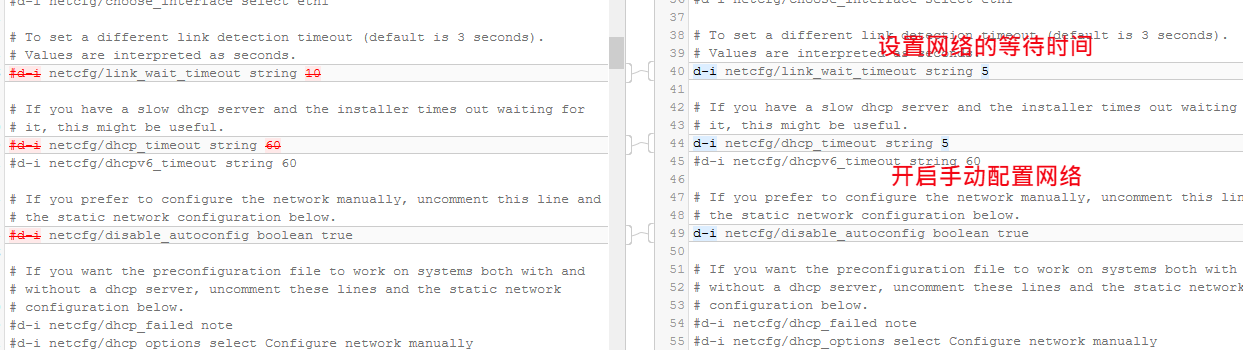 #d-i netcfg/choose_interface select eth1
# To set a different link detection timeout (default is 3 seconds).
# Values are interpreted as seconds.
#d-i netcfg/link_wait_timeout string 10
# If you have a slow dhcp server and the installer times out waiting for
# it, this might be useful.
#d-i netcfg/dhcp_timeout string 60
#d-i netcfg/dhcpv6_timeout string 60
# If you prefer to configure the network manually, uncomment this line and
# the static network configuration below.
#d-i netcfg/disable_autoconfig boolean true
# If you want the preconfiguration file to work on systems both with and
# without a dhcp server, uncomment these lines and the static network
# configuration below.
#d-i netcfg/dhcp_failed note
#d-i netcfg/dhcp_options select Configure network manually
36 #d-i netcfg/choose_interface select eth1
37
38 # To set a different link detection timeout (default is 3 seconds).
设置网络的等待时间
39 # Values are interpreted as seconds.
40 d-i netcfg/link_wait_timeout string 5
41
42 # If you have a slow dhcp server and the installer times out waiting
43 # it, this might be useful.
44 d-i netcfg/dhcp_timeout string 5
45 #d-i netcfg/dhcpv6_timeout string 60
46
开启手动配置网络
47 # If you prefer to configure the network manually, uncomment this lin
48 # the static network configuration below.
49 d-i netcfg/disable_autoconfig boolean true
50
51 # If you want the preconfiguration file to work on systems both with
52 # without a dhcp server, uncomment these lines and the static network
53 # configuration below.
54 #d-i netcfg/dhcp_failed note
55 #d-i netcfg/dhcp_options select Configure network manually